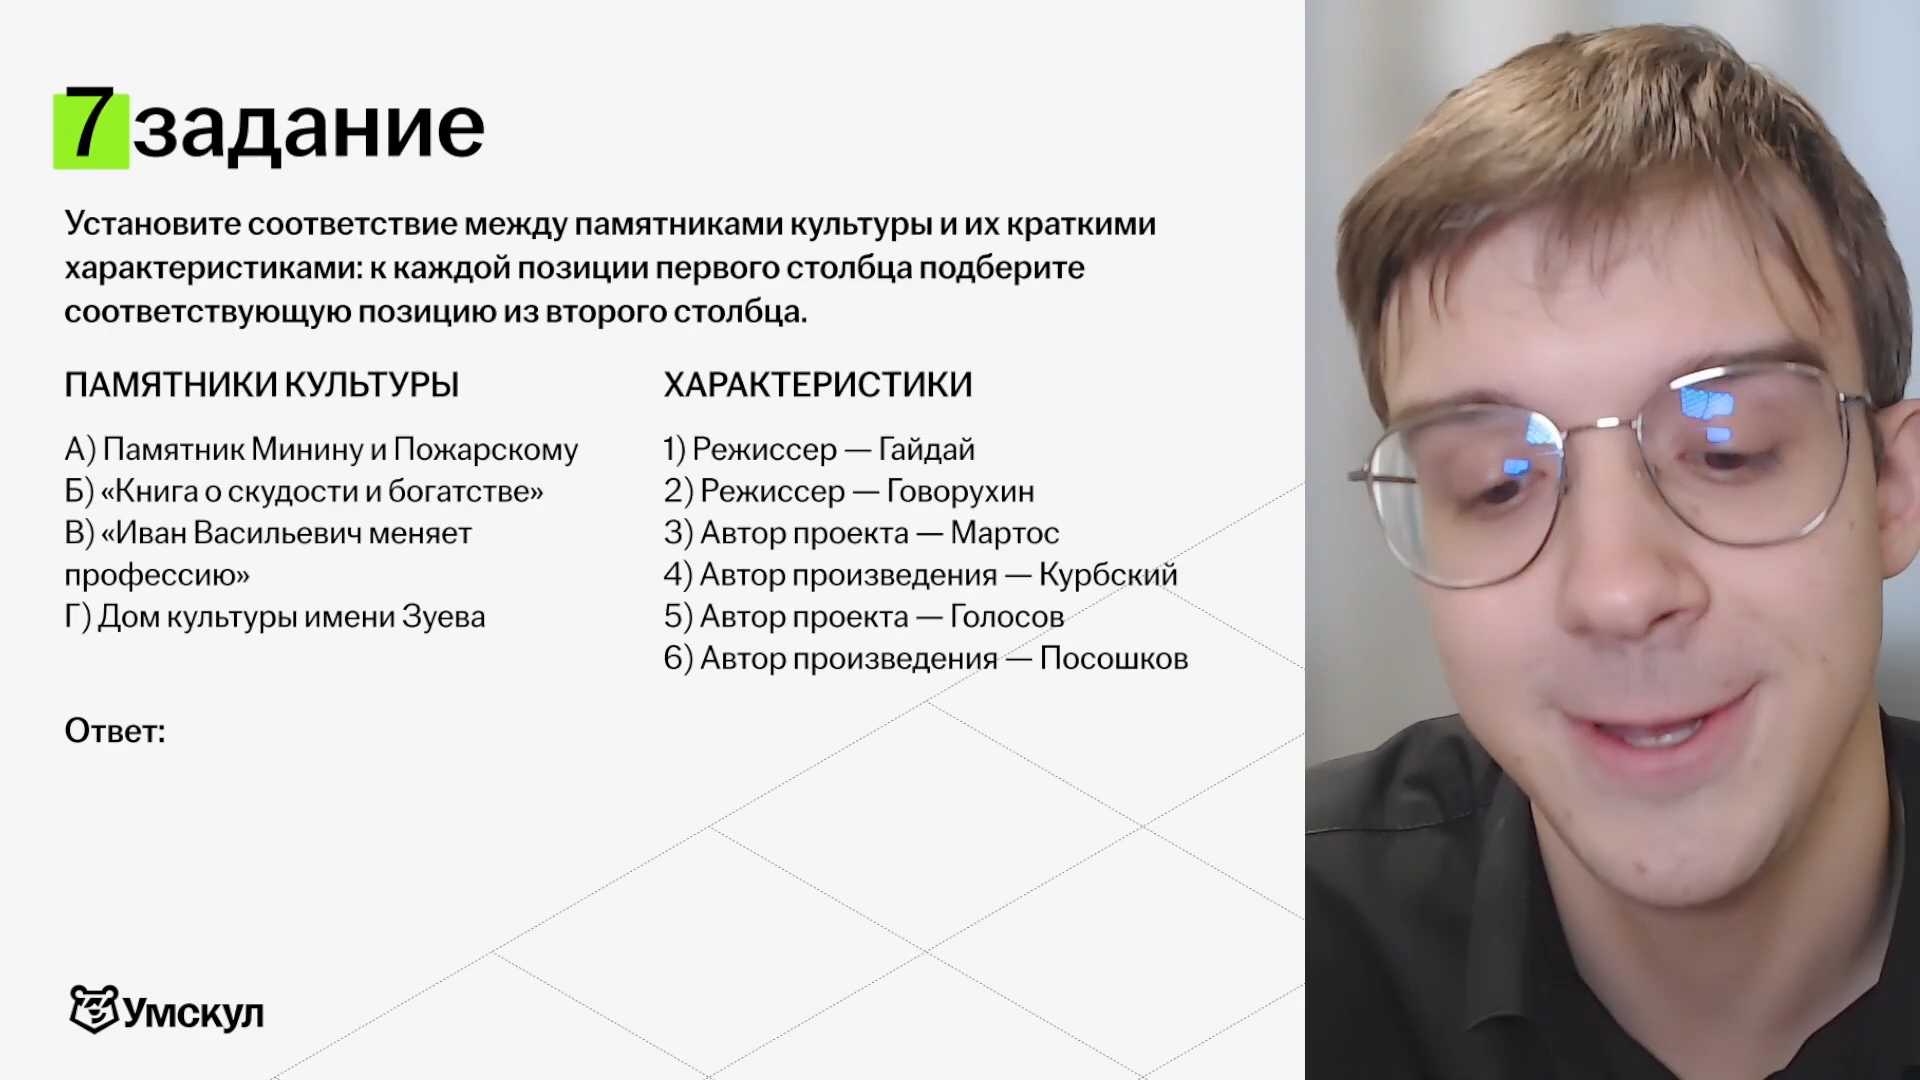 7 задание
Установите соответствие между памятниками культуры и их краткими
характеристиками: к каждой позиции первого столбца подберите
соответствующую позицию из второго столбца.
ПАМЯТНИКИ КУЛЬТУРЫ
А) Памятник Минину и Пожарскому
Б) «Книга о скудости и богатстве»
В) «Иван Васильевич меняет
профессию»
Г) Дом культуры имени Зуева
ХАРАКТЕРИСТИКИ
1) Режиссер — Гайдай
2) Режиссер — Говорухин
3) Автор проекта — Мартос
4) Автор произведения — Курбский
5) Автор проекта — Голосов
6) Автор произведения — Посошков
Ответ:
Умскул